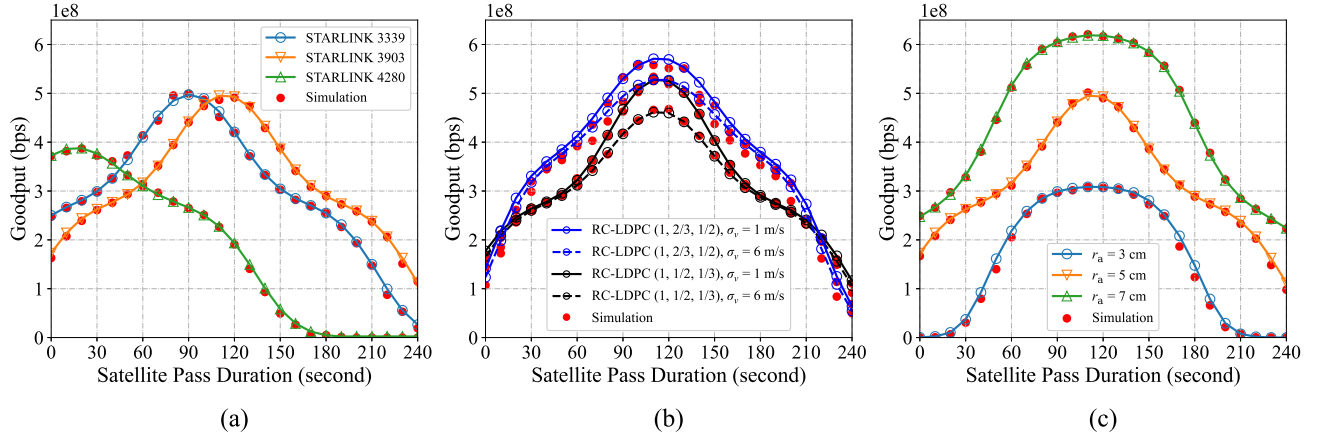 1e8
6
5
4
3
2
1
0
Goodput (bps)
STARLINK 3339
STARLINK 3903
STARLINK 4280
Simulation
0 30 60 90 120 150 180 210 240
Satellite Pass Duration (second)
(a)
1e8
6
5
4
3
2
1
0
Goodput (bps)
RC-LDPC (1, 2/3, 1/2), σᵥ = 1 m/s
RC-LDPC (1, 2/3, 1/2), σᵥ = 6 m/s
RC-LDPC (1, 1/2, 1/3), σᵥ = 1 m/s
RC-LDPC (1, 1/2, 1/3), σᵥ = 6 m/s
Simulation
0 30 60 90 120 150 180 210 240
Satellite Pass Duration (second)
(b)
1e8
6
5
4
3
2
1
0
Goodput (bps)
rₐ = 3 cm
rₐ = 5 cm
rₐ = 7 cm
Simulation
0 30 60 90 120 150 180 210 240
Satellite Pass Duration (second)
(c)